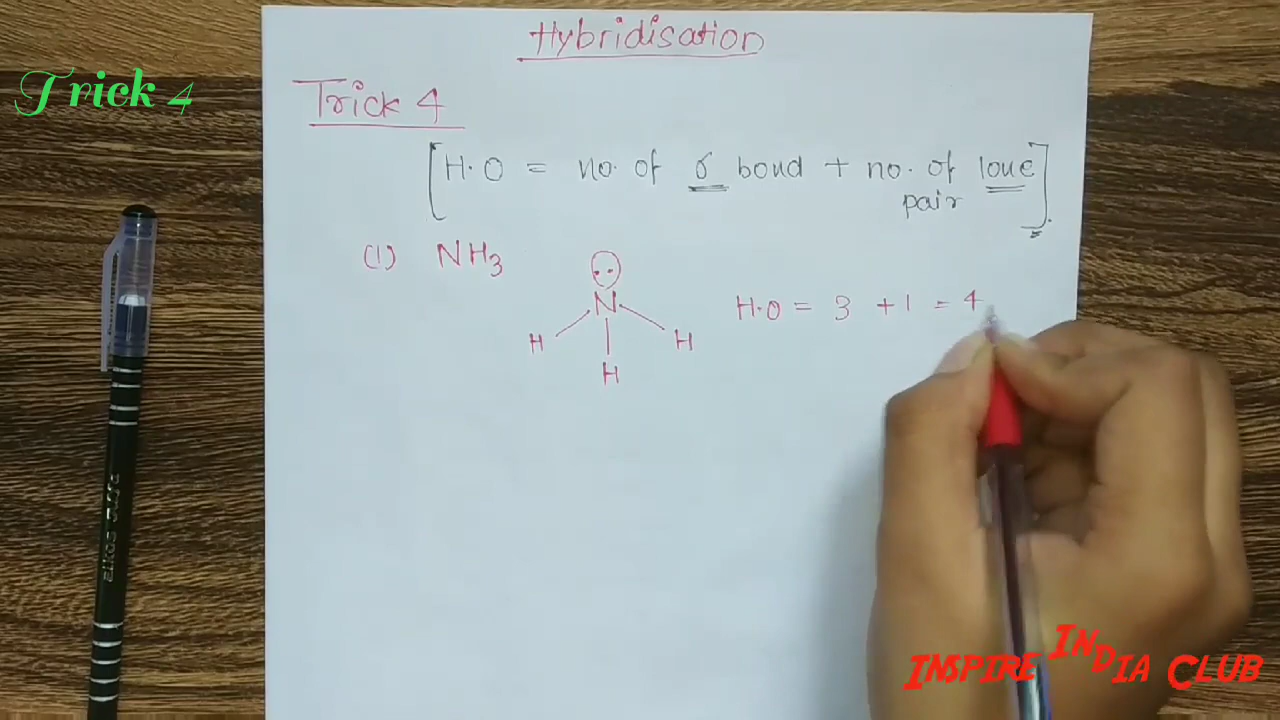 Hybridisation
Trick 4
Trick 4
[H.O = no. of σ bond + no. of lone
pair].
(1) NH3
N
H H
H
H.O = 3 + 1 = 4
INSPIRE INDIA CLUB